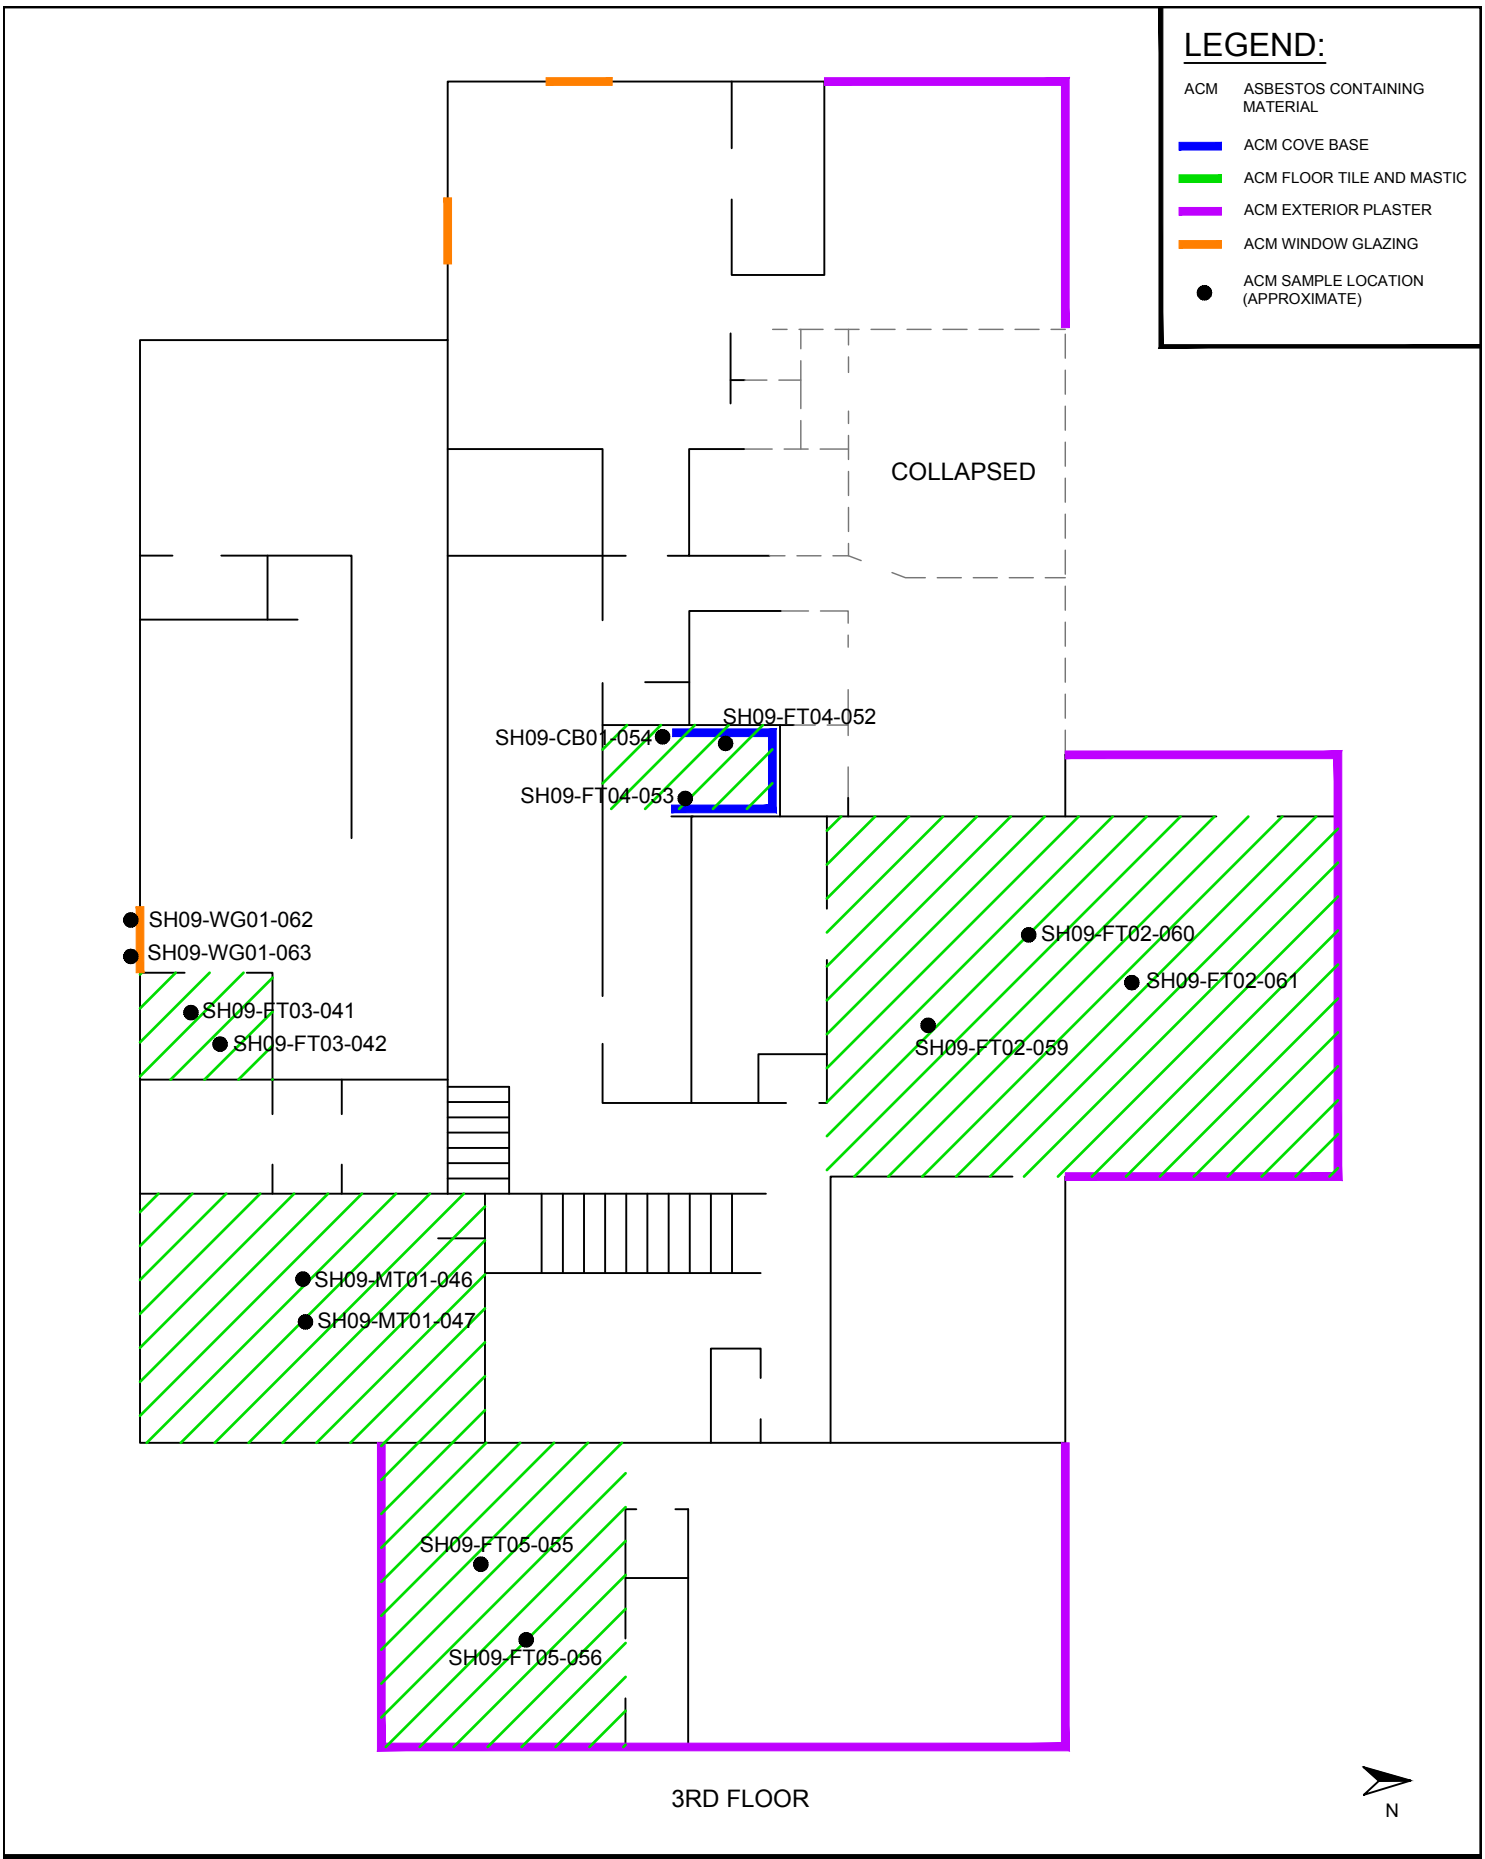 LEGEND:
ACM ASBESTOS CONTAINING
MATERIAL
ACM COVE BASE
ACM FLOOR TILE AND MASTIC
ACM EXTERIOR PLASTER
ACM WINDOW GLAZING
ACM SAMPLE LOCATION
(APPROXIMATE)
COLLAPSED
SH09-FT04-052
SH09-CB01-054
SH09-FT04-053
SH09-WG01-062
SH09-WG01-063
SH09-FT02-060
SH09-FT02-061
SH09-FT03-041
SH09-FT03-042
SH09-FT02-059
SH09-MT01-046
SH09-MT01-047
SH09-FT05-055
SH09-FT05-056
3RD FLOOR
N